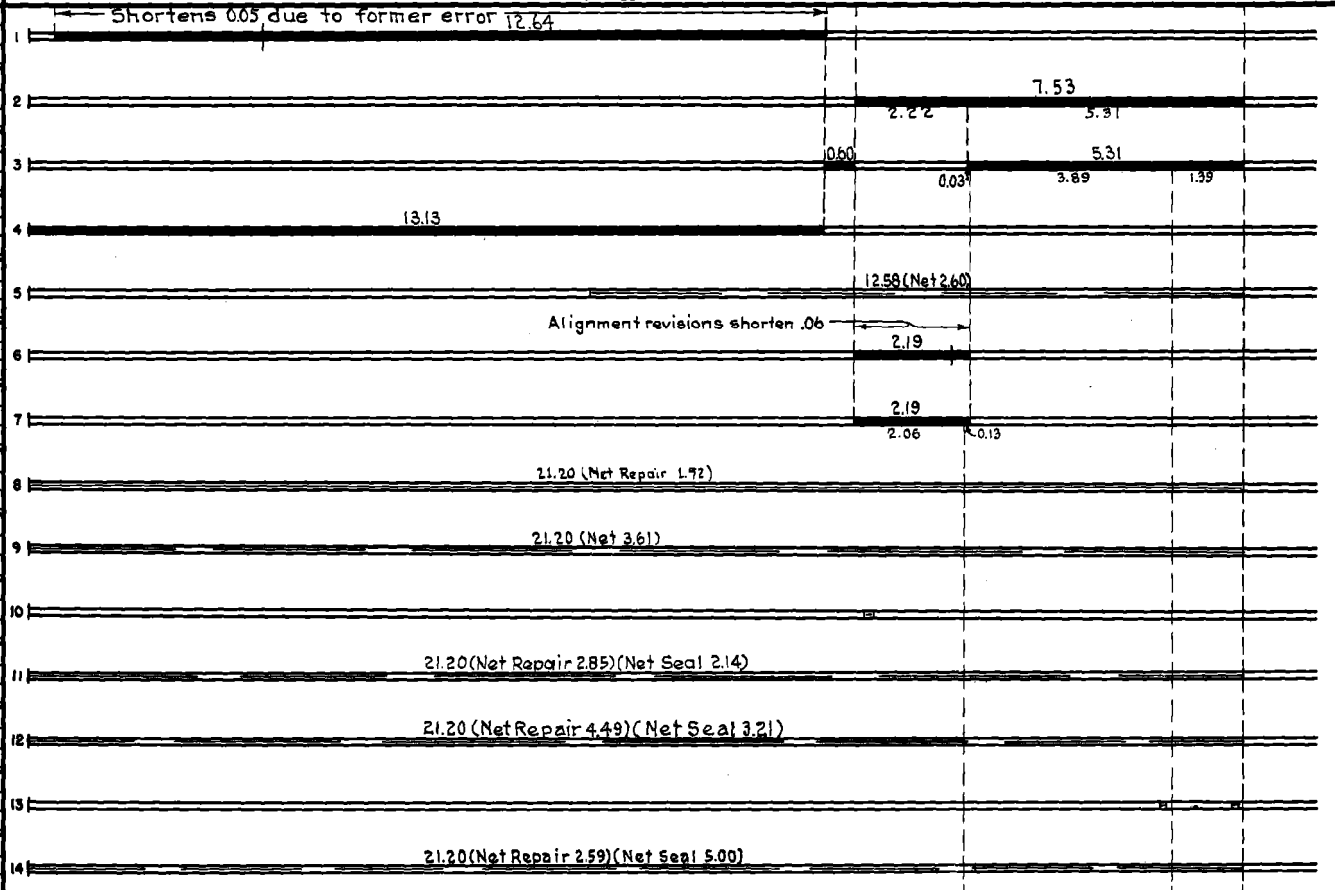 Shortens 0.05 due to former error 12.64
1
7.53
2
2.22 5.31
0.60 5.31
3
0.03 3.89 1.39
13.13
4
12.58 (Net 2.60)
5
Alignment revisions shorten .06
2.19
6
2.19
7
2.06 0.13
21.20 (Net Repair 1.92)
8
21.20 (Net 3.61)
9
10
21.20 (Net Repair 2.85) (Net Seal 2.14)
11
21.20 (Net Repair 4.49) (Net Seal 3.21)
12
13
21.20 (Net Repair 2.59) (Net Seal 5.00)
14